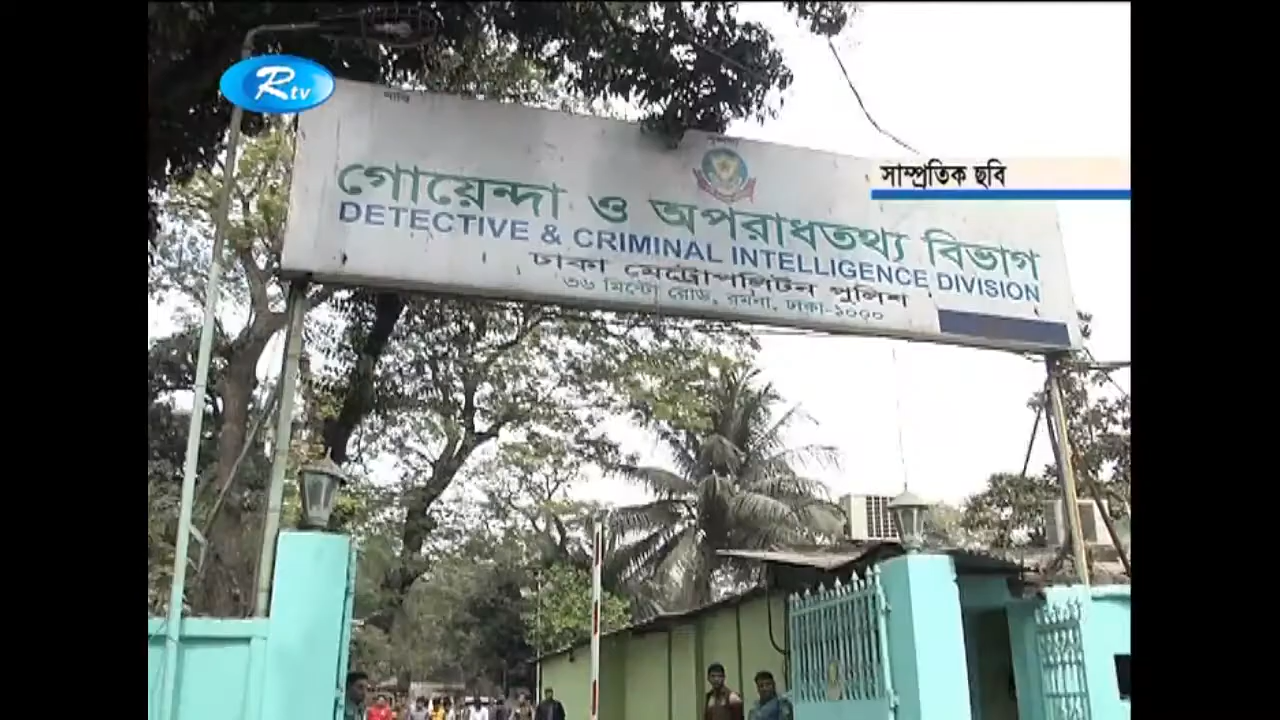 Rtv
সাম্প্রতিক ছবি
গোয়েন্দা ও অপরাধতথ্য বিভাগ
DETECTIVE & CRIMINAL INTELLIGENCE DIVISION
ঢাকা মেট্রোপলিটন পুলিশ
৩৬ মিন্টো রোড, রমনা, ঢাকা-১০০০